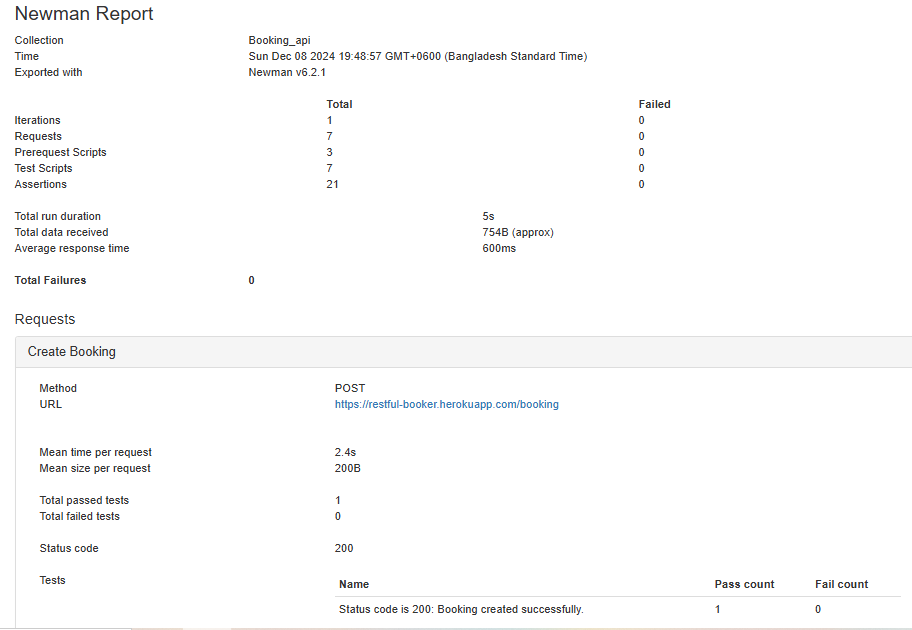 Newman Report
Collection Booking_api
Time Sun Dec 08 2024 19:48:57 GMT+0600 (Bangladesh Standard Time)
Exported with Newman v6.2.1
Total Failed
Iterations 1 0
Requests 7 0
Prerequest Scripts 3 0
Test Scripts 7 0
Assertions 21 0
Total run duration 5s
Total data received 754B (approx)
Average response time 600ms
Total Failures 0
Requests
Create Booking
Method POST
URL https://restful-booker.herokuapp.com/booking
Mean time per request 2.4s
Mean size per request 200B
Total passed tests 1
Total failed tests 0
Status code 200
Tests Name Pass count Fail count
Status code is 200: Booking created successfully. 1 0